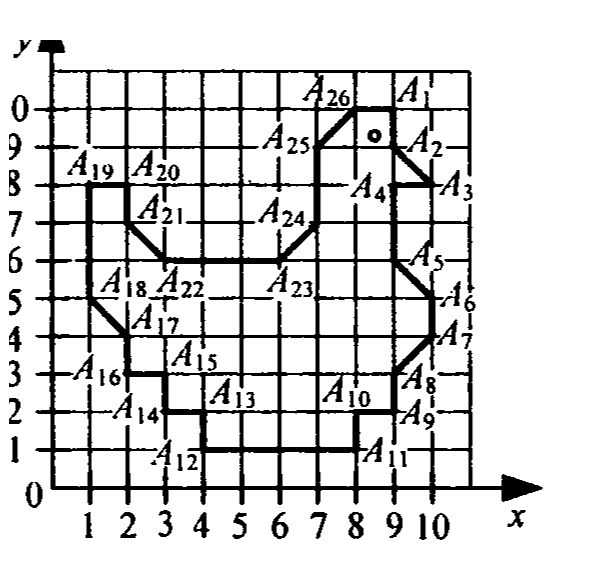 y
A26 A1
0
A25 A2
9
A19 A20 A4 A3
8
A21 A24
7
A5
6
A22 A23
A18 A6
5
A17 A7
4
A16 A15 A8
3
A14 A13 A10 A9
2
A12 A11
1
0
1 2 3 4 5 6 7 8 9 10
x